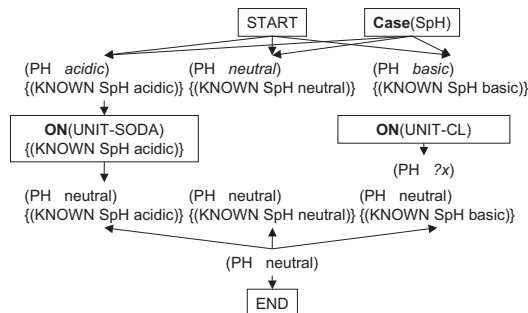 START Case(SpH)
(PH acidic) (PH neutral) (PH basic)
{(KNOWN SpH acidic)} {(KNOWN SpH neutral)} {(KNOWN SpH basic)}
ON(UNIT-SODA) ON(UNIT-CL)
{(KNOWN SpH acidic)}
(PH ?x)
(PH neutral) (PH neutral) (PH neutral)
{(KNOWN SpH acidic)} {(KNOWN SpH neutral)} {(KNOWN SpH basic)}
(PH neutral)
END